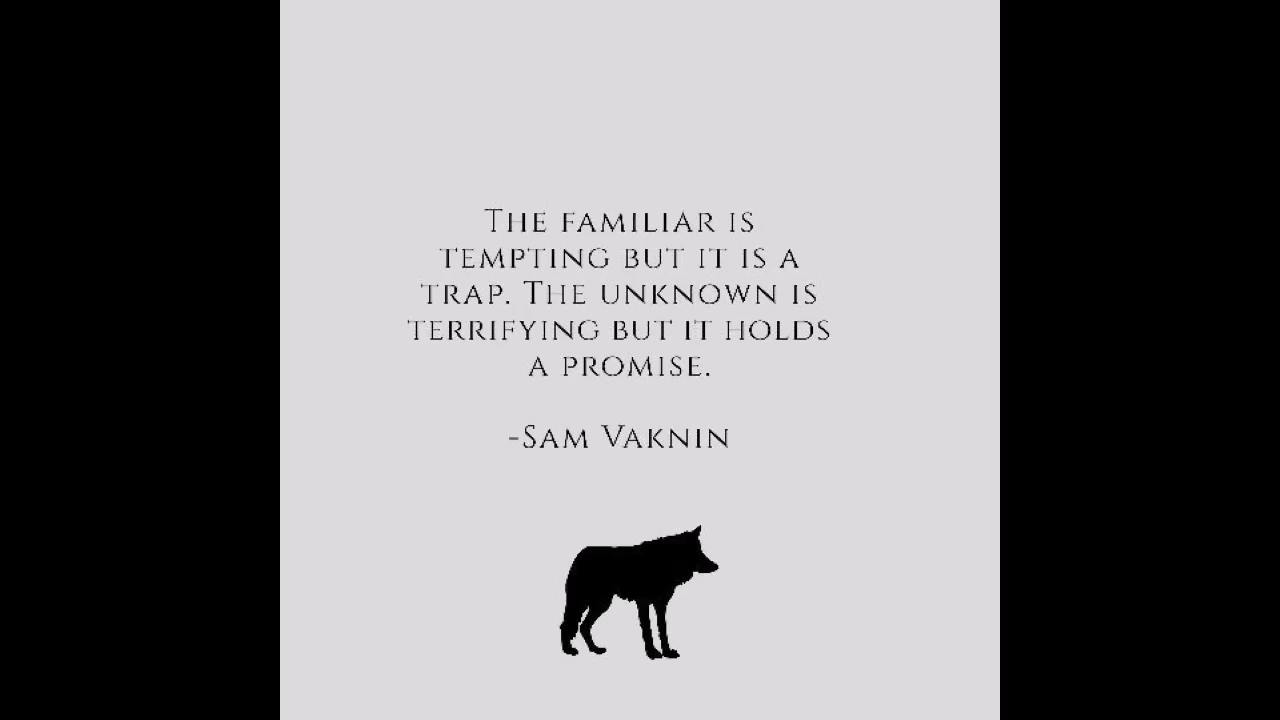 The familiar is
tempting but it is a
trap. The unknown is
terrifying but it holds
a promise.
-Sam Vaknin